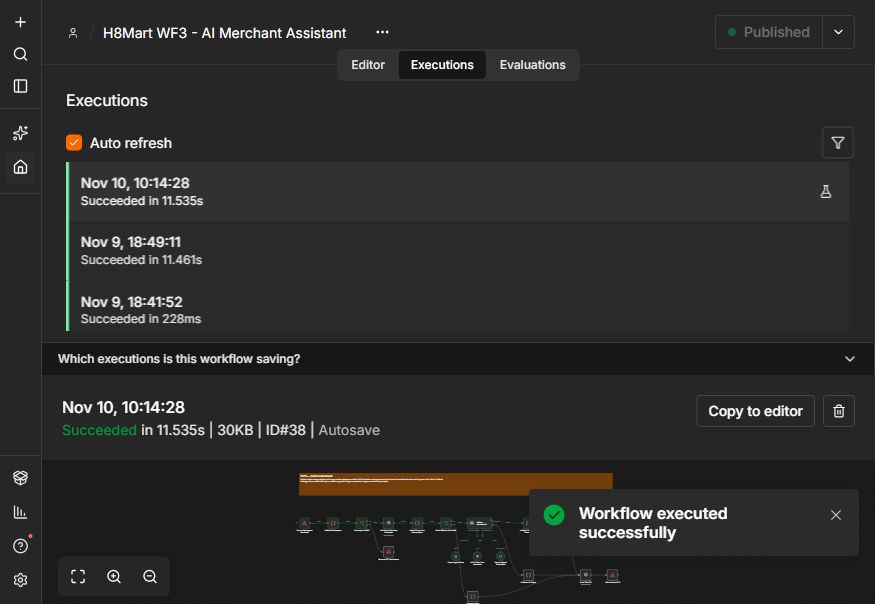 H8Mart WF3 - AI Merchant Assistant
Published
Editor
Executions
Evaluations
Executions
Auto refresh
Nov 10, 10:14:28
Succeeded in 11.535s
Nov 9, 18:49:11
Succeeded in 11.461s
Nov 9, 18:41:52
Succeeded in 228ms
Which executions is this workflow saving?
Nov 10, 10:14:28
Succeeded in 11.535s | 30KB | ID#38 | Autosave
Copy to editor
Workflow executed
successfully